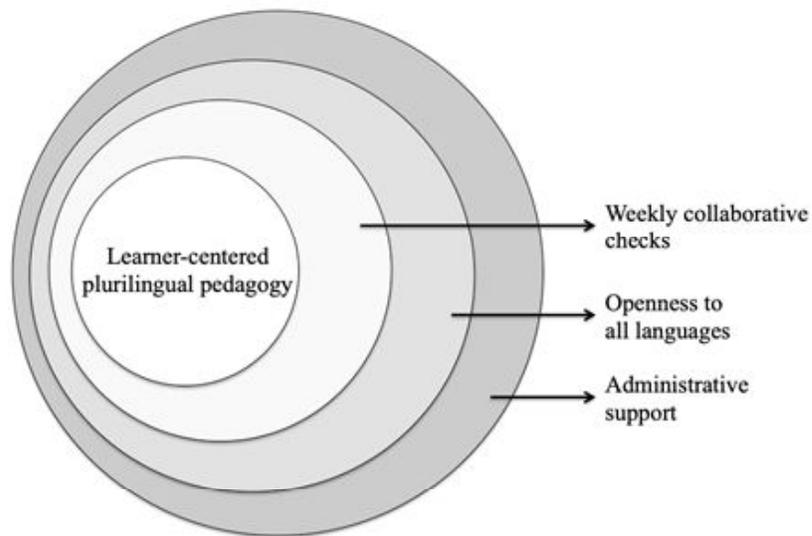 Learner-centered
plurilingual pedagogy
Weekly collaborative
checks
Openness to
all languages
Administrative
support